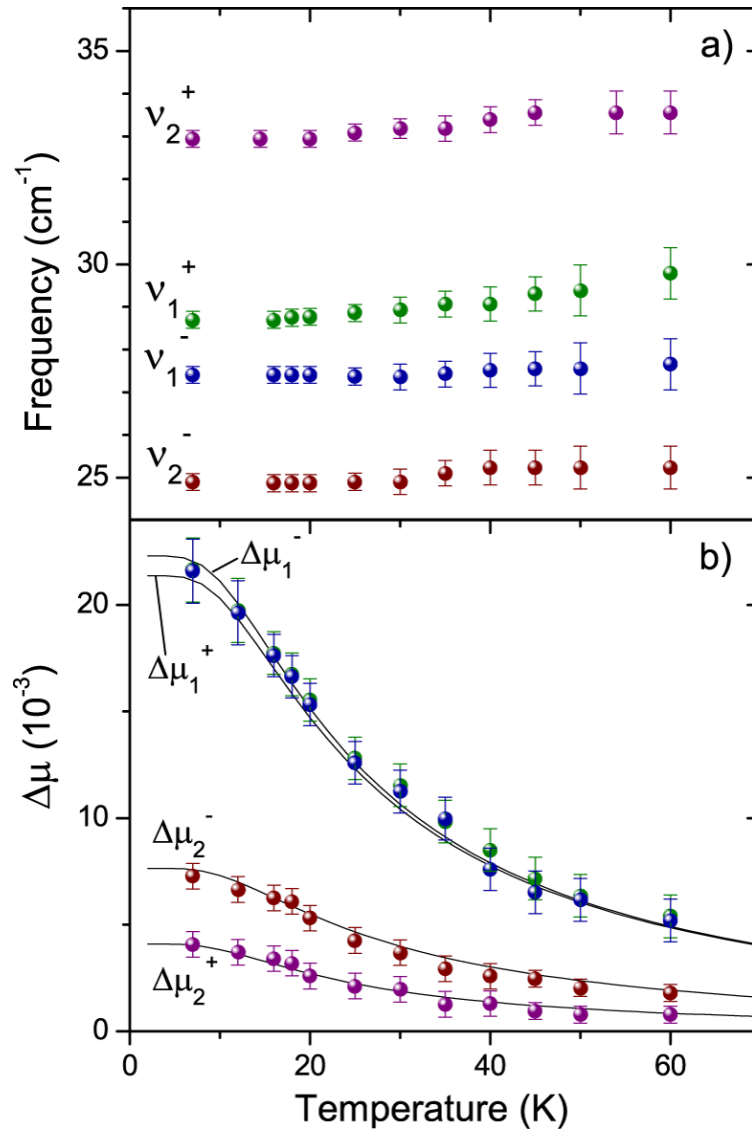 a)
35
ν₂⁺
30
ν₁⁺
ν₁⁻
ν₂⁻
25
Frequency (cm⁻¹)
b)
Δμ₁⁻
20
Δμ₁⁺
10
Δμ₂⁻
Δμ₂⁺
0
Δμ (10⁻³)
0 20 40 60
Temperature (K)